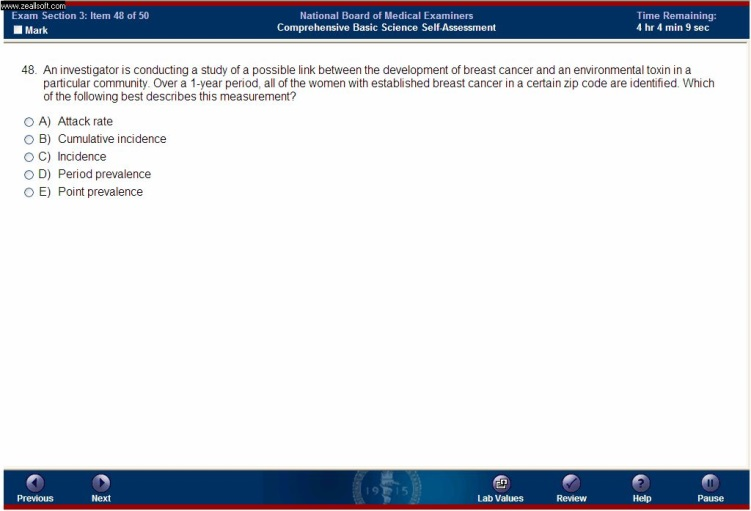 www.zeallsoft.com
Exam Section 3: Item 48 of 50
National Board of Medical Examiners
Time Remaining:
Mark
Comprehensive Basic Science Self-Assessment
4 hr 4 min 9 sec
48. An investigator is conducting a study of a possible link between the development of breast cancer and an environmental toxin in a
particular community. Over a 1-year period, all of the women with established breast cancer in a certain zip code are identified. Which
of the following best describes this measurement?
A) Attack rate
B) Cumulative incidence
C) Incidence
D) Period prevalence
E) Point prevalence
19 15
Previous Next Lab Values Review Help Pause